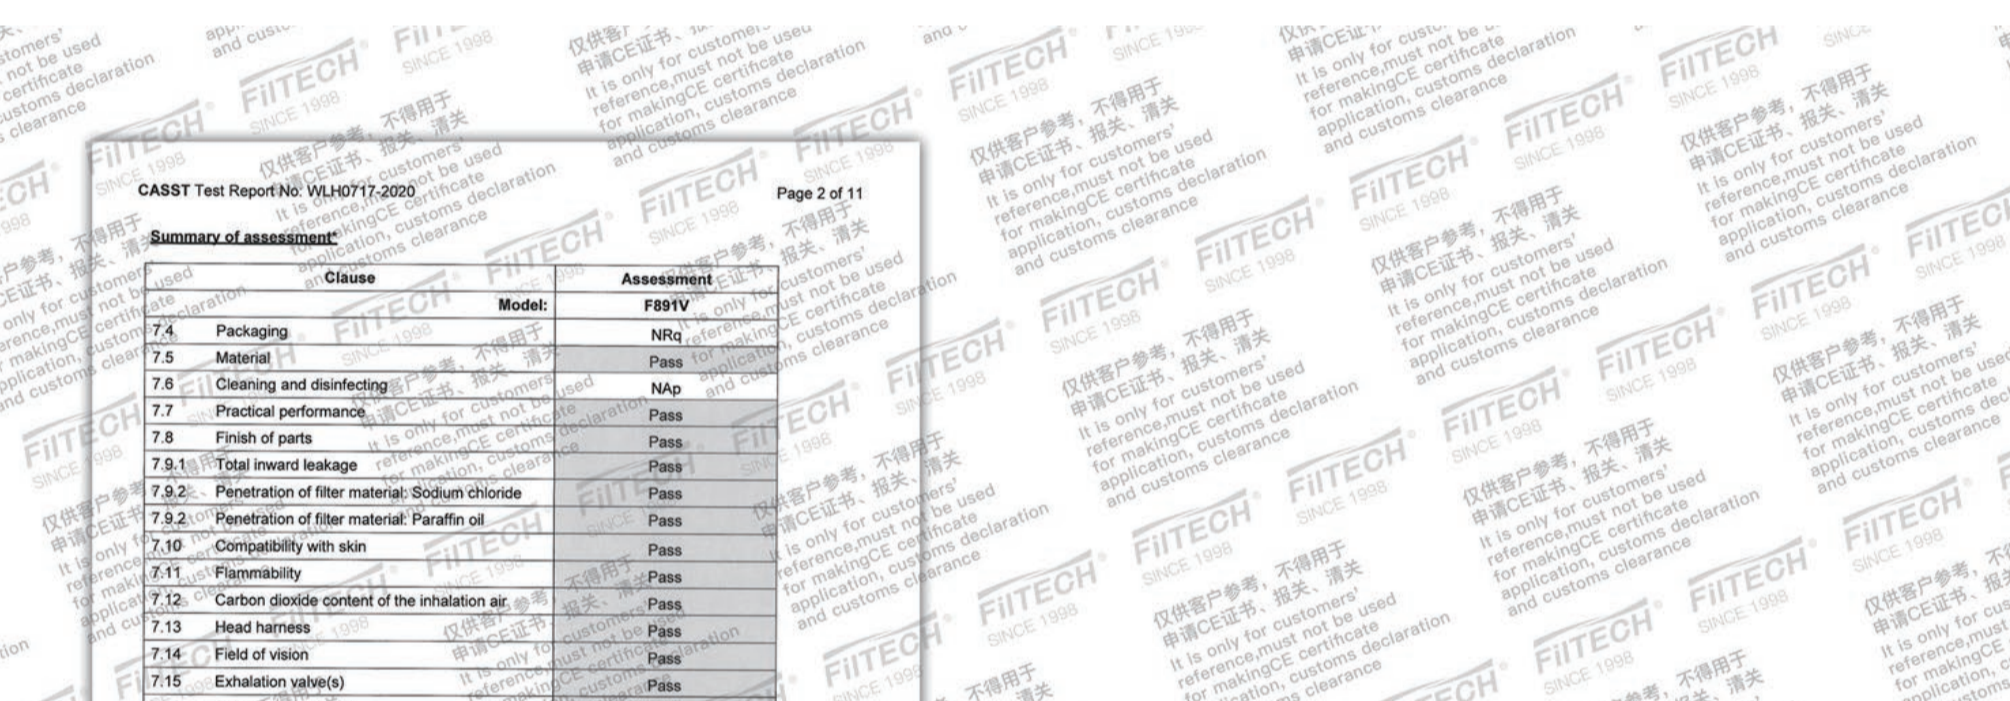 CASST Test Report No: WLH0717-2020
Page 2 of 11
Summary of assessment*
Clause Assessment
Model: F891V
7.4 Packaging NRq
7.5 Material Pass
7.6 Cleaning and disinfecting NAp
7.7 Practical performance Pass
7.8 Finish of parts Pass
7.9.1 Total inward leakage Pass
7.9.2 Penetration of filter material: Sodium chloride Pass
7.9.2 Penetration of filter material: Paraffin oil Pass
7.10 Compatibility with skin Pass
7.11 Flammability Pass
7.12 Carbon dioxide content of the inhalation air Pass
7.13 Head harness Pass
7.14 Field of vision Pass
7.15 Exhalation valve(s) Pass
FilTECH®
SINCE 1998
仅供客户参考，不得用于
申请CE证书、报关、清关
It is only for customers'
reference,must not be used
for makingCE certificate
application, customs declaration
and customs clearance